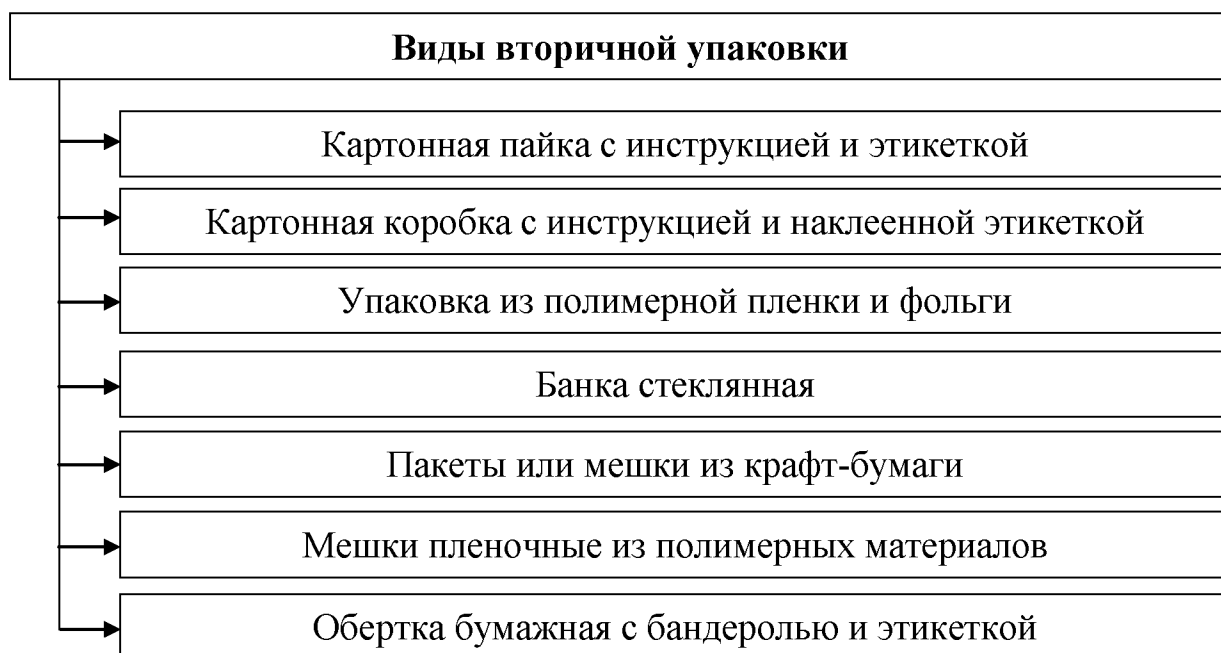 Виды вторичной упаковки
Картонная пайка с инструкцией и этикеткой
Картонная коробка с инструкцией и наклеенной этикеткой
Упаковка из полимерной пленки и фольги
Банка стеклянная
Пакеты или мешки из крафт-бумаги
Мешки пленочные из полимерных материалов
Обертка бумажная с бандеролью и этикеткой